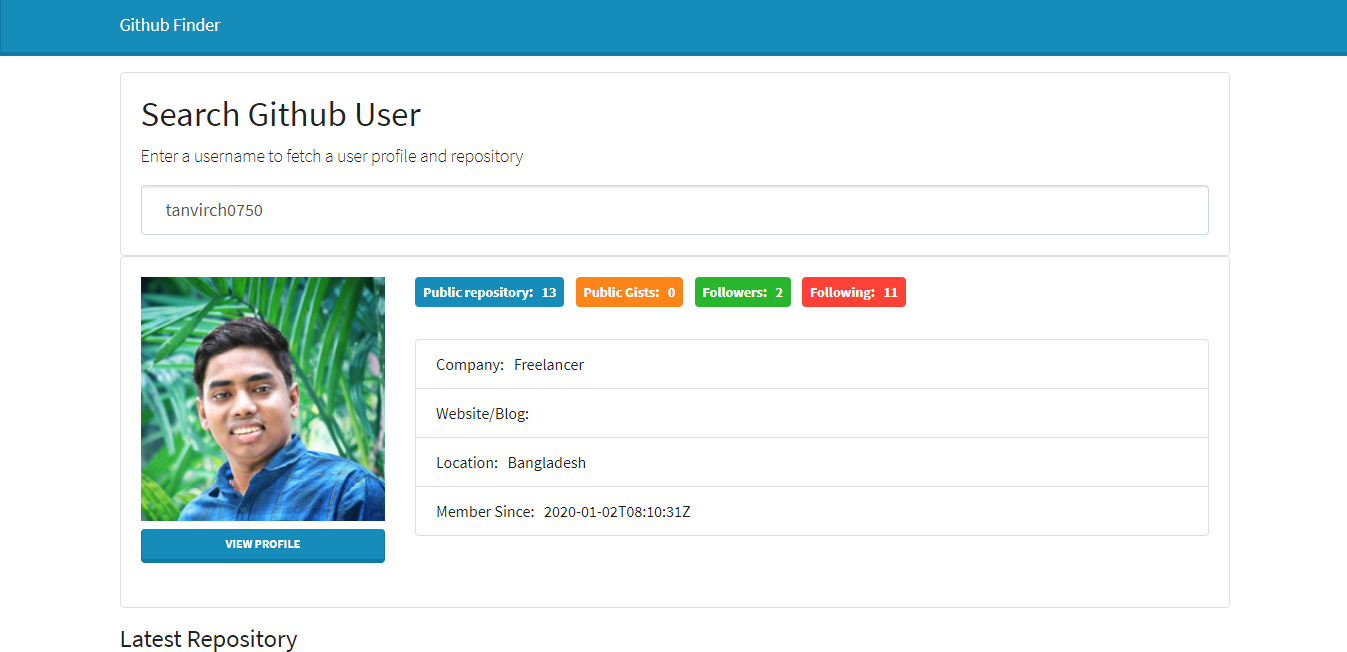 Github Finder
Search Github User
Enter a username to fetch a user profile and repository
tanvirch0750
Public repository: 13 Public Gists: 0 Followers: 2 Following: 11
Company: Freelancer
Website/Blog:
Location: Bangladesh
Member Since: 2020-01-02T08:10:31Z
VIEW PROFILE
Latest Repository